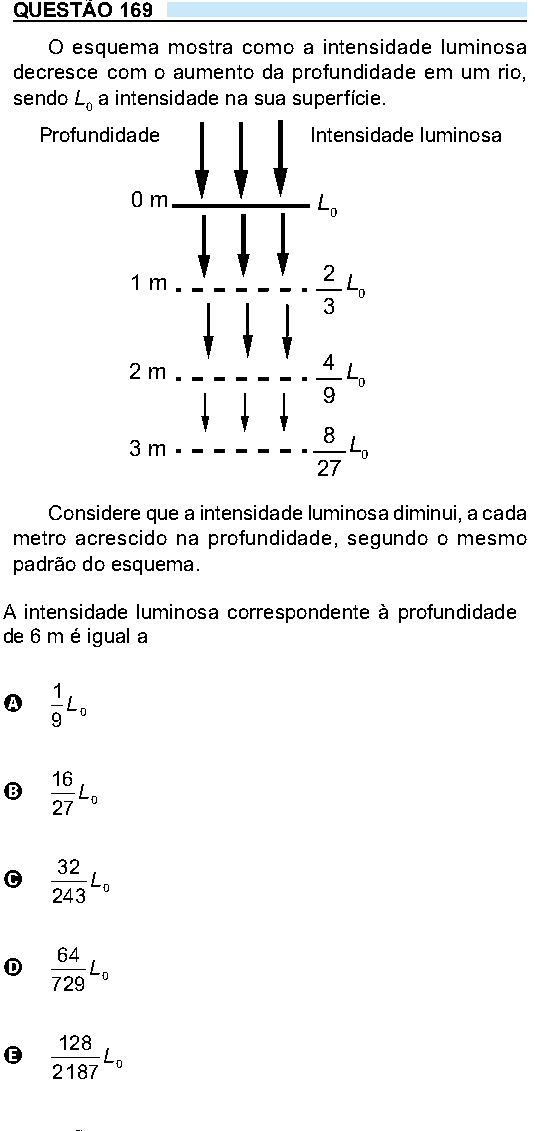 QUESTÃO 169
O esquema mostra como a intensidade luminosa
decresce com o aumento da profundidade em um rio,
sendo L₀ a intensidade na sua superfície.
Profundidade Intensidade luminosa
0 m L₀
1 m 2/3 L₀
2 m 4/9 L₀
3 m 8/27 L₀
Considere que a intensidade luminosa diminui, a cada
metro acrescido na profundidade, segundo o mesmo
padrão do esquema.
A intensidade luminosa correspondente à profundidade
de 6 m é igual a
A 1/9 L₀
B 16/27 L₀
C 32/243 L₀
D 64/729 L₀
E 128/2187 L₀